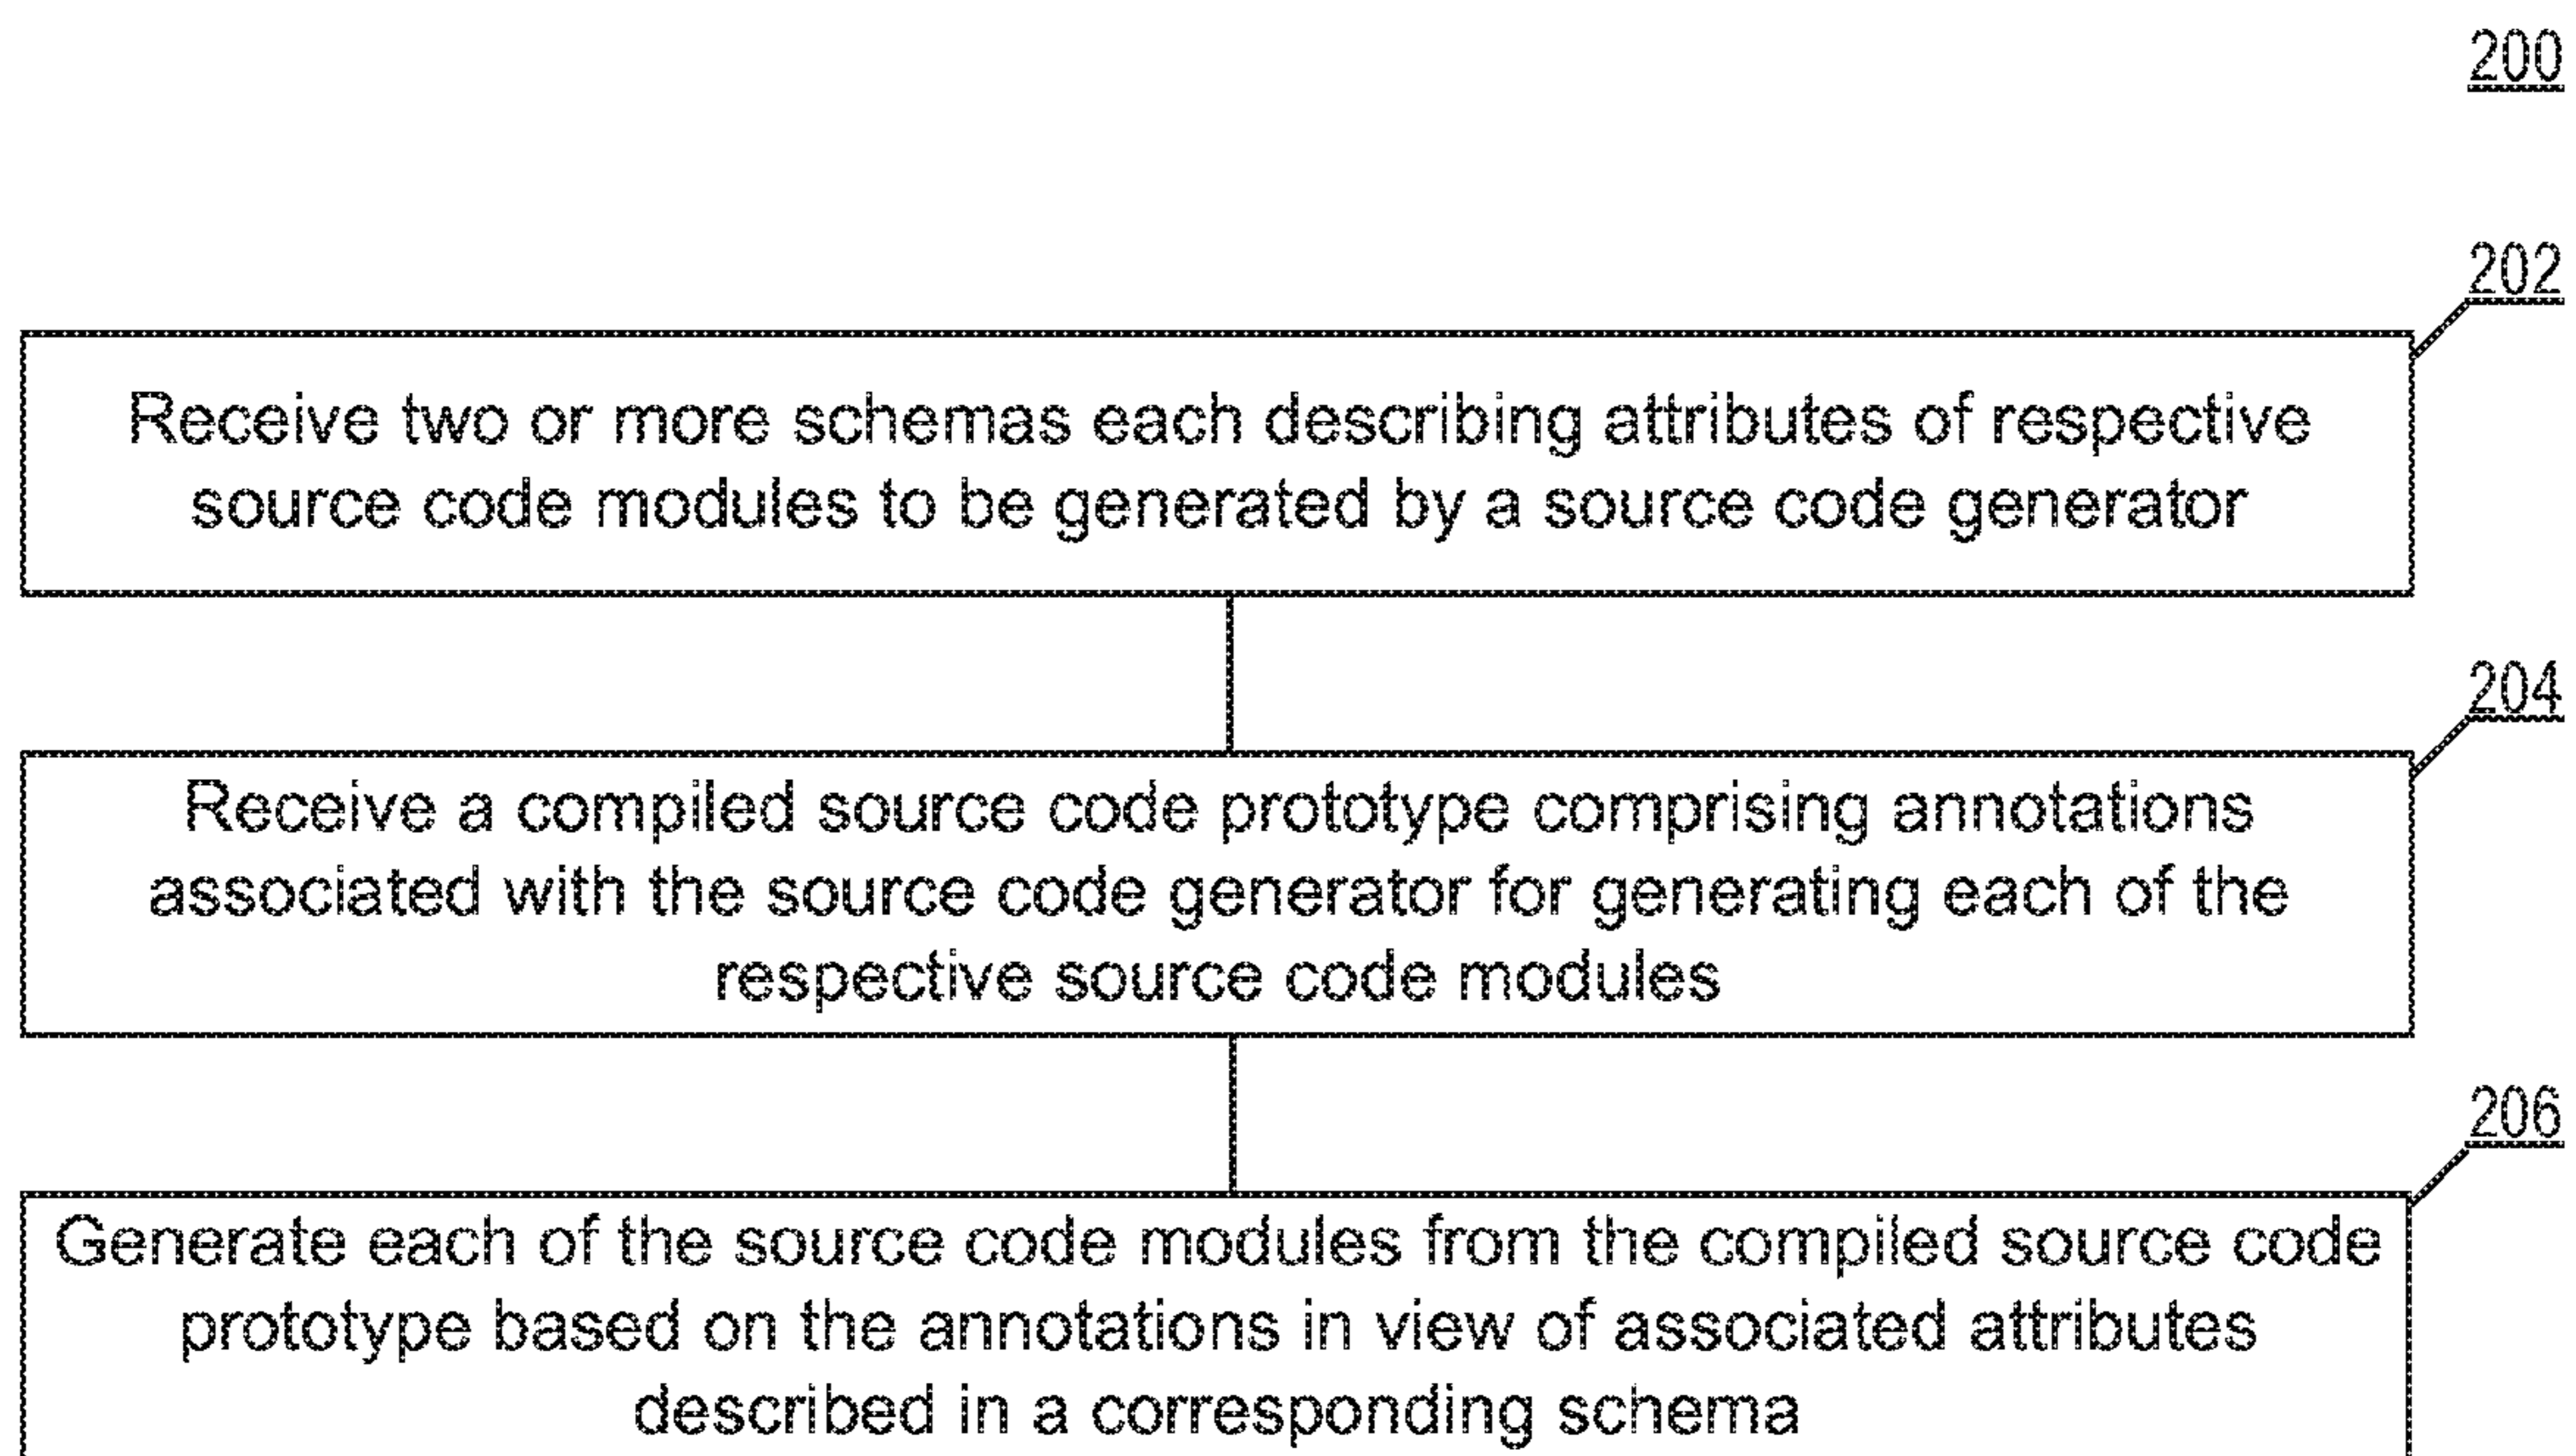 200
202
Receive two or more schemas each describing attributes of respective
source code modules to be generated by a source code generator
204
Receive a compiled source code prototype comprising annotations
associated with the source code generator for generating each of the
respective source code modules
206
Generate each of the source code modules from the compiled source code
prototype based on the annotations in view of associated attributes
described in a corresponding schema